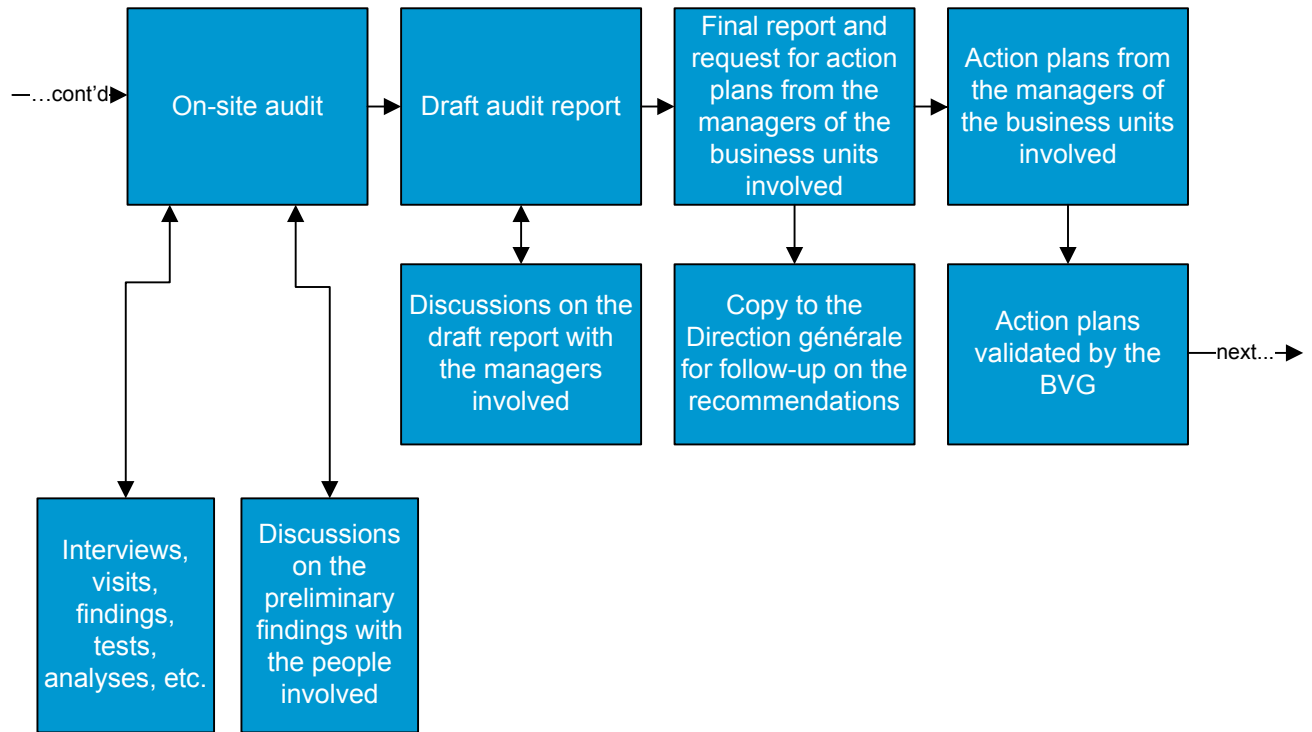 …cont'd
On-site audit
Draft audit report
Final report and
request for action
plans from the
managers of the
business units
involved
Action plans from
the managers of
the business units
involved
Discussions on the
draft report with
the managers
involved
Copy to the
Direction générale
for follow-up on the
recommendations
Action plans
validated by the
BVG
next...
Interviews,
visits,
findings,
tests,
analyses, etc.
Discussions
on the
preliminary
findings with
the people
involved